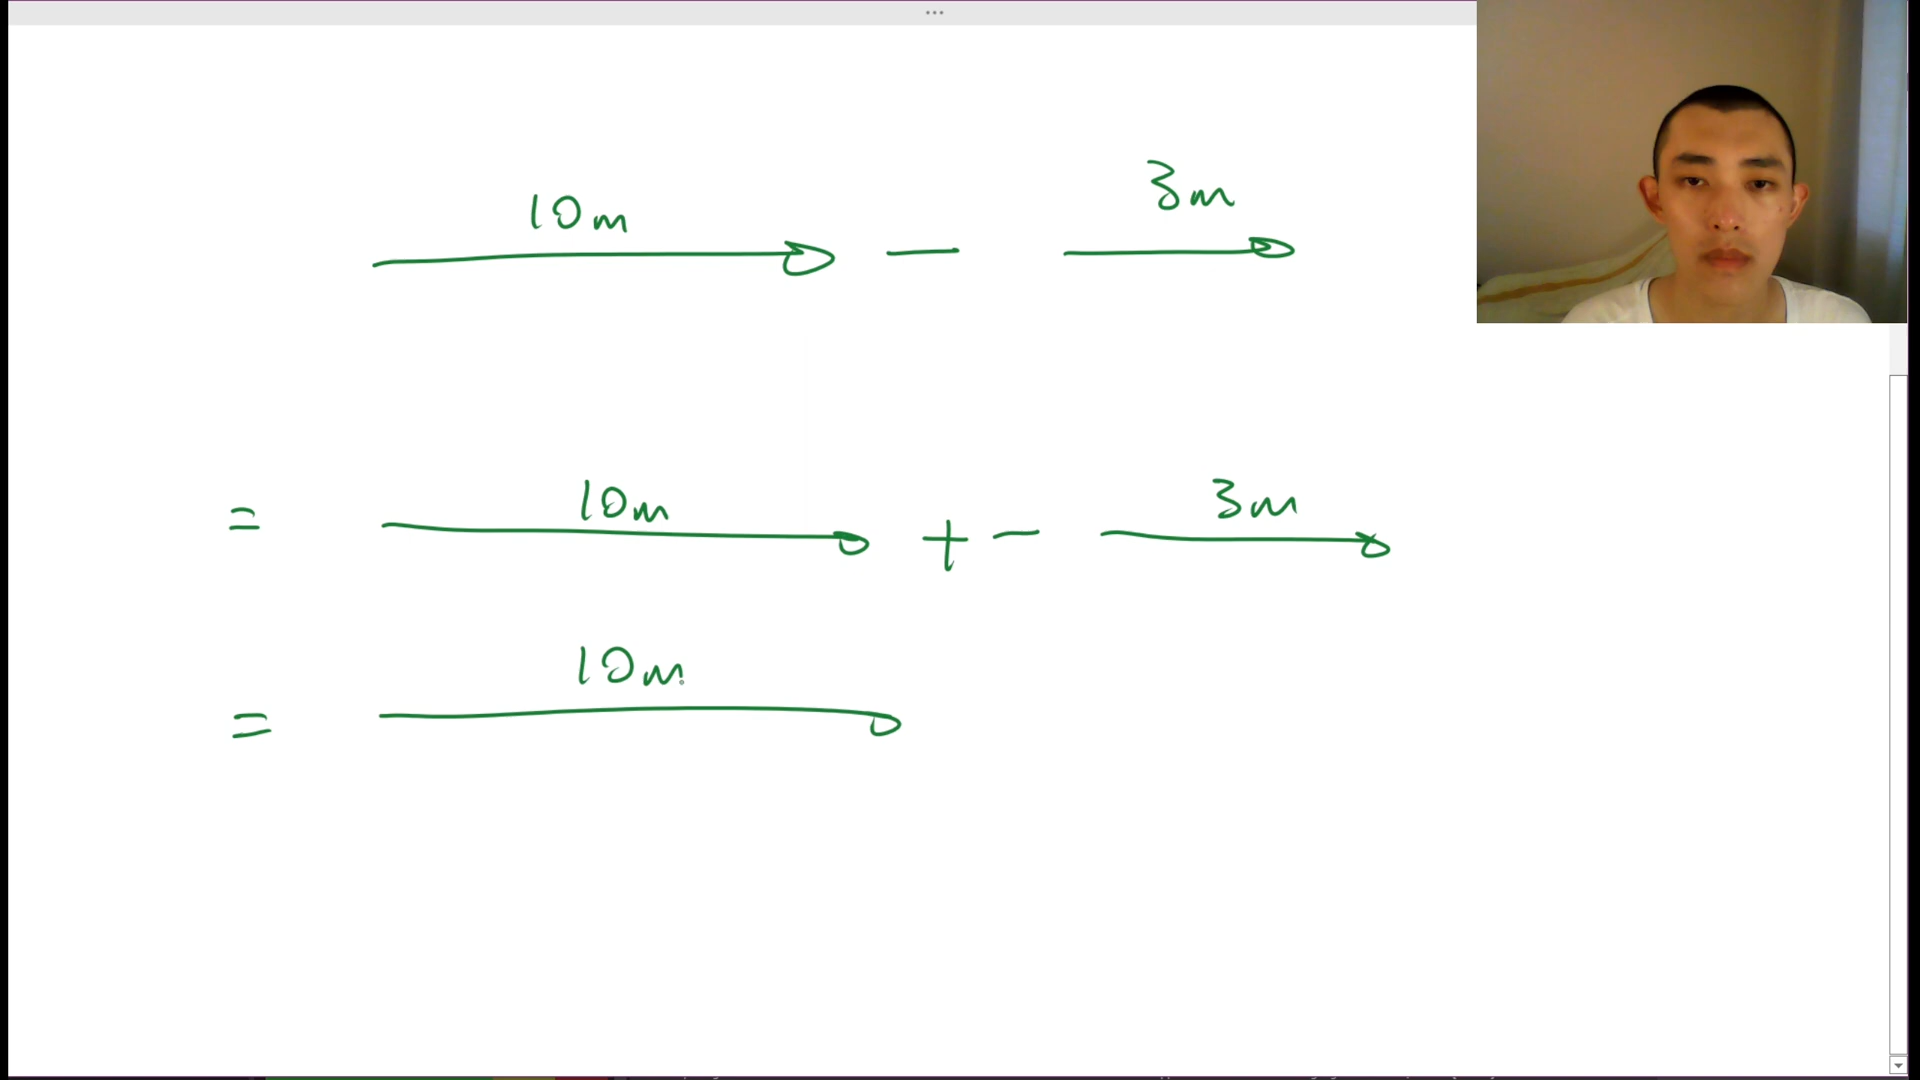 10m — 3m
= 10m + - 3m
= 10m